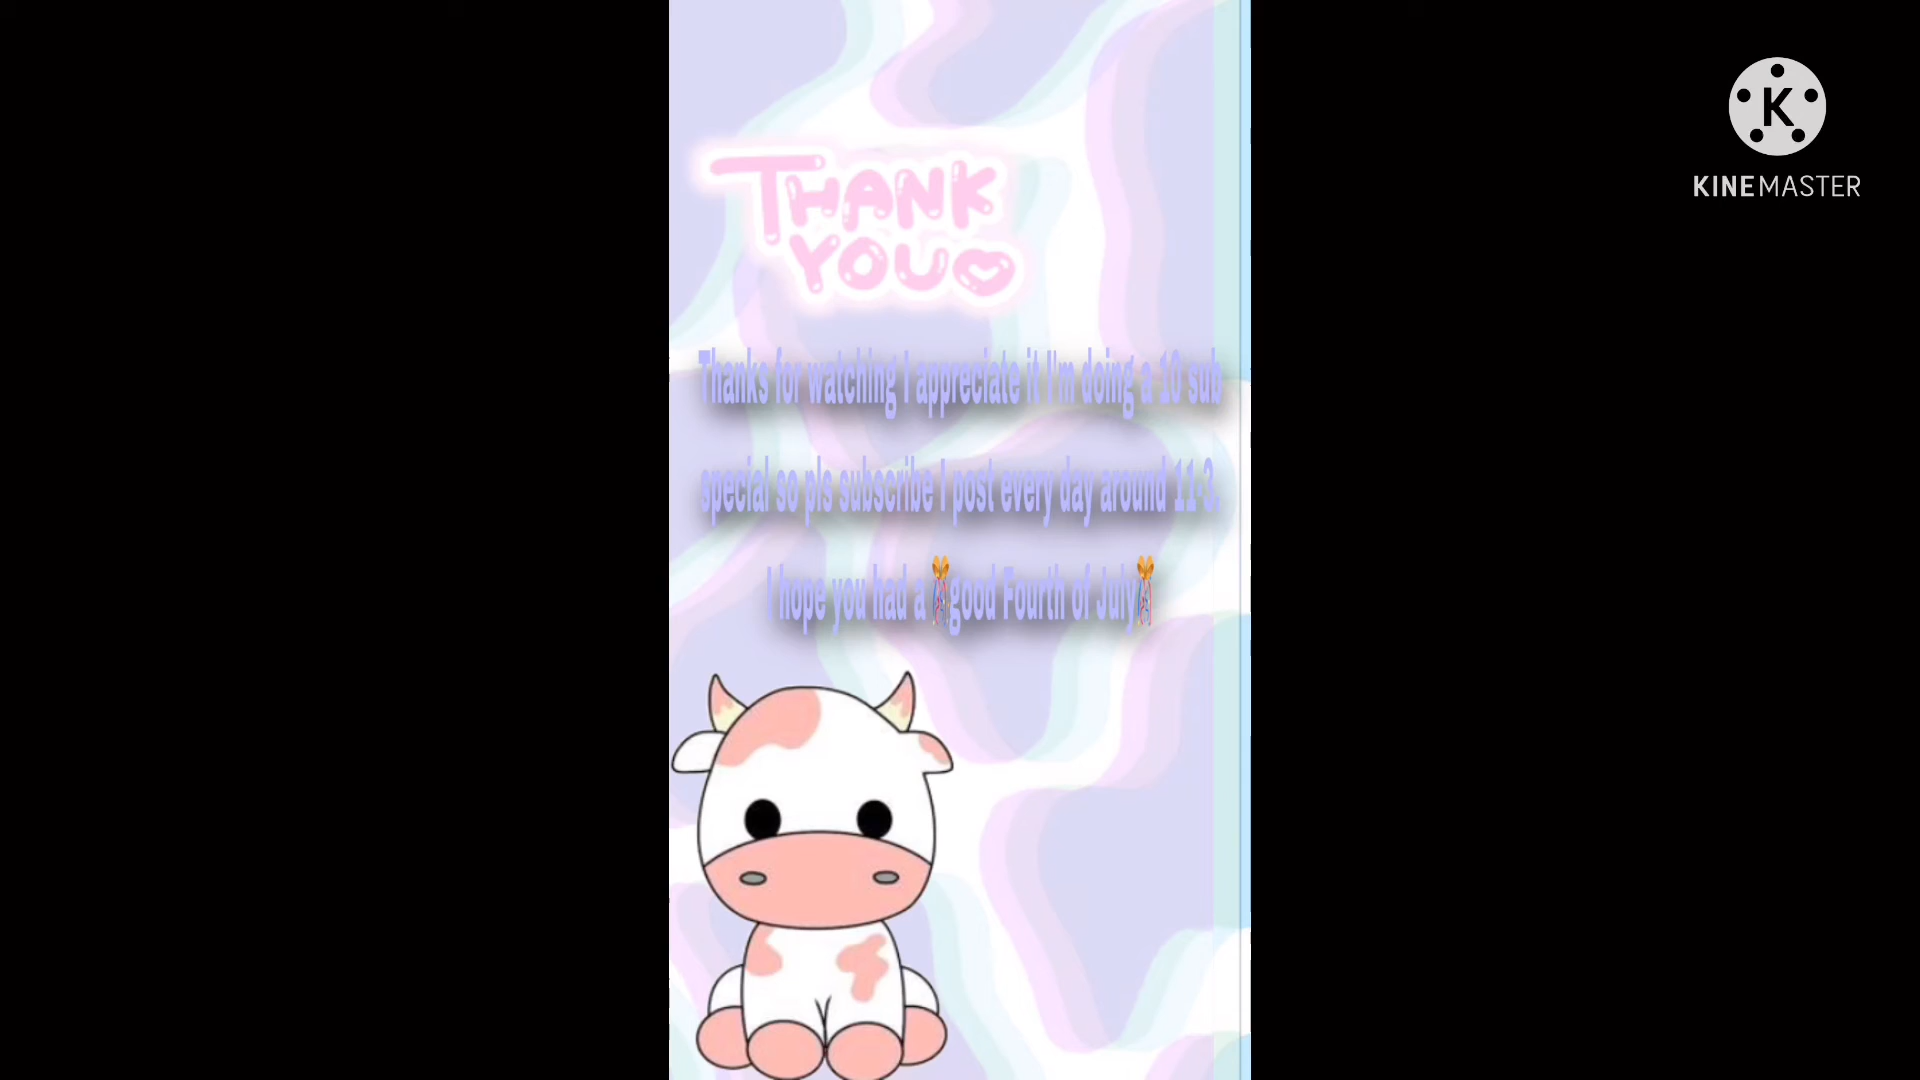 THANK
YOU
Thanks for watching I appreciate it I'm doing a 10 sub
special so pls subscribe I post every day around 11-3.
I hope you had a 🎊good Fourth of July🎊
K
KINEMASTER